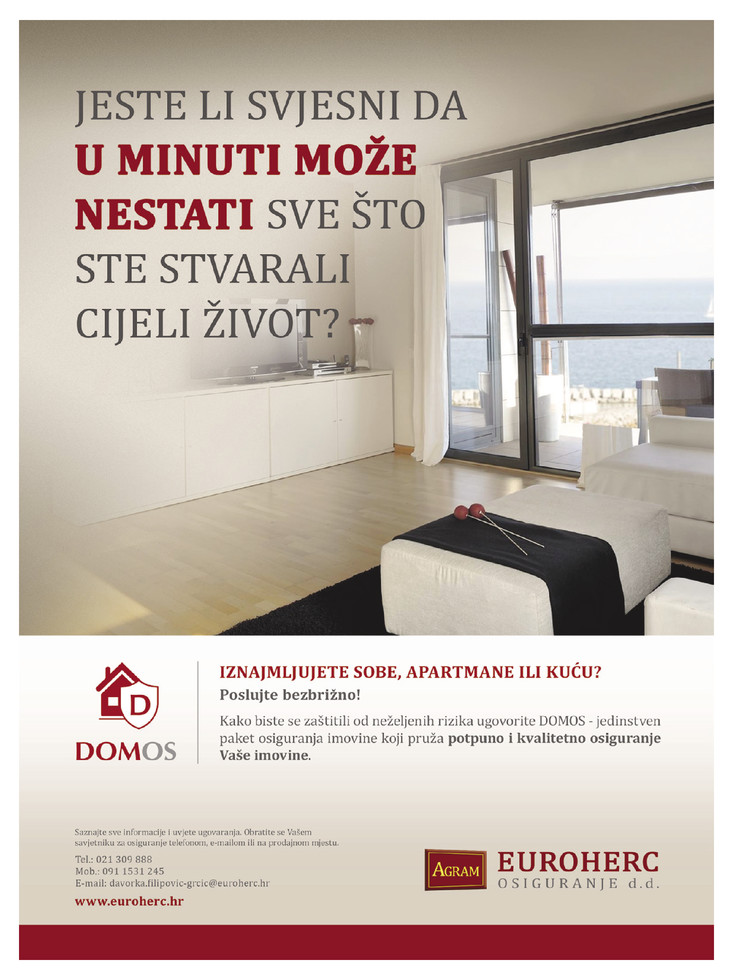 JESTE LI SVJESNI DA
U MINUTI MOŽE
NESTATI SVE ŠTO
STE STVARALI
CIJELI ŽIVOT?
D
DOMOS
IZNAJMLJUJETE SOBE, APARTMANE ILI KUĆU?
Poslujte bezbrižno!
Kako biste se zaštitili od neželjenih rizika ugovorite DOMOS - jedinstven
paket osiguranja imovine koji pruža potpuno i kvalitetno osiguranje
Vaše imovine.
Saznajte sve informacije i uvjete ugovaranja. Obratite se Vašem
savjetniku za osiguranje telefonom, e-mailom ili na prodajnom mjestu.
Tel.: 021 309 888
Mob.: 091 1531 245
E-mail: davorka.filipovic-grcic@euroherc.hr
www.euroherc.hr
AGRAM
EUROHERC
OSIGURANJE d.d.